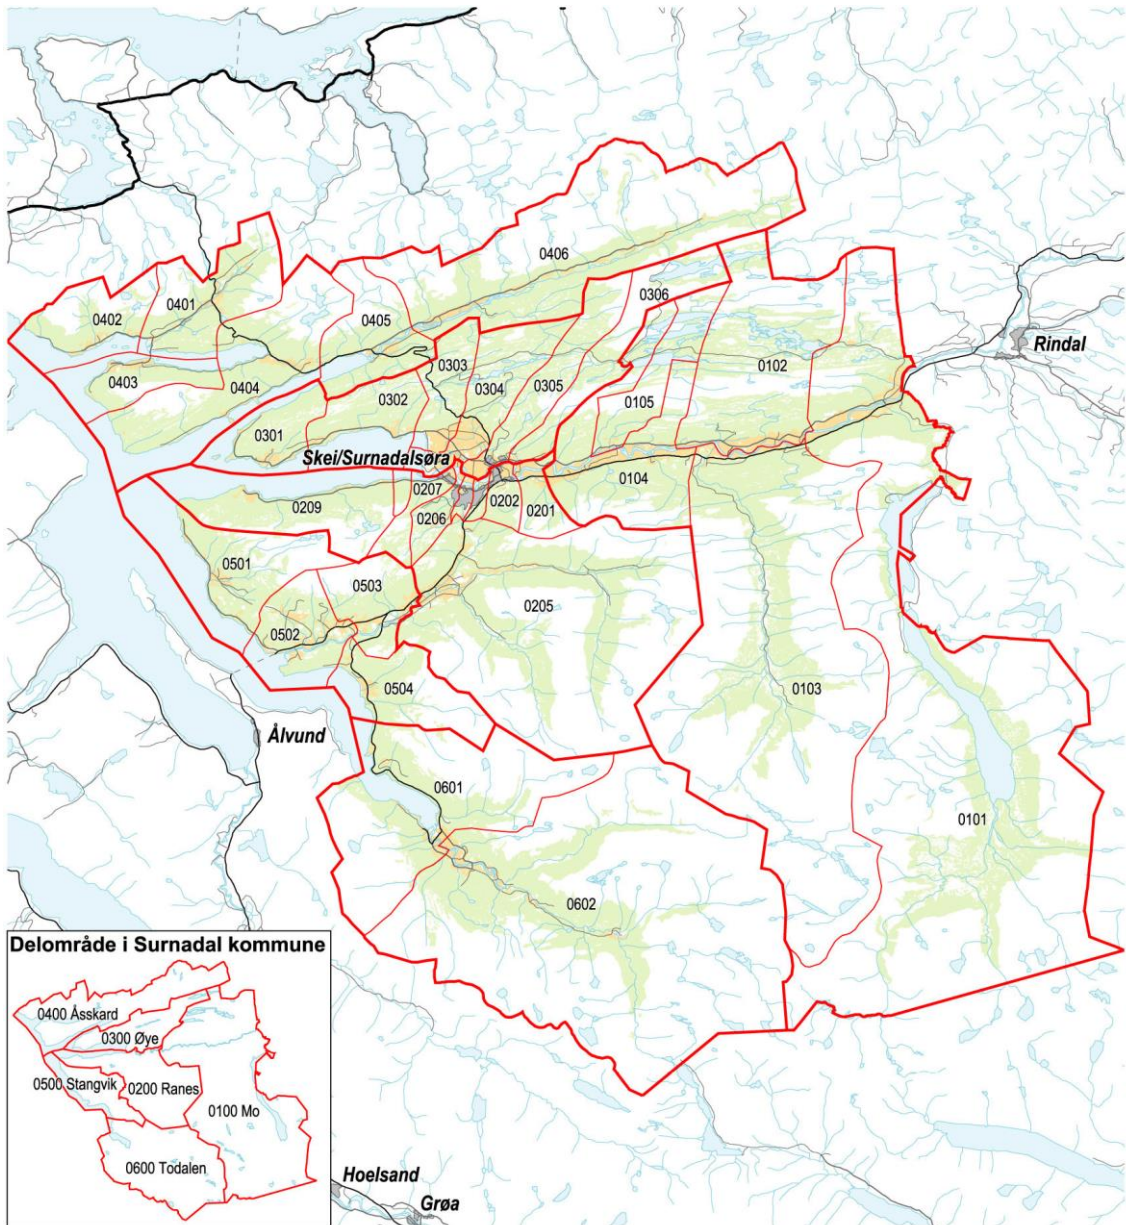 0406
0306
0401
0402
0405
Rindal
0303
0102
0403
0404
0304
0305
0302
0105
0301
Skei/Surnadalsøra
0207
0104
0202
0209
0206
0201
0501
0503
0205
0502
0504
0103
Ålvund
0601
0101
0602
Delområde i Surnadal kommune
0400 Åsskard
0300 Øye
0500 Stangvik
0200 Ranes
0100 Mo
0600 Todalen
Hoelsand
Grøa